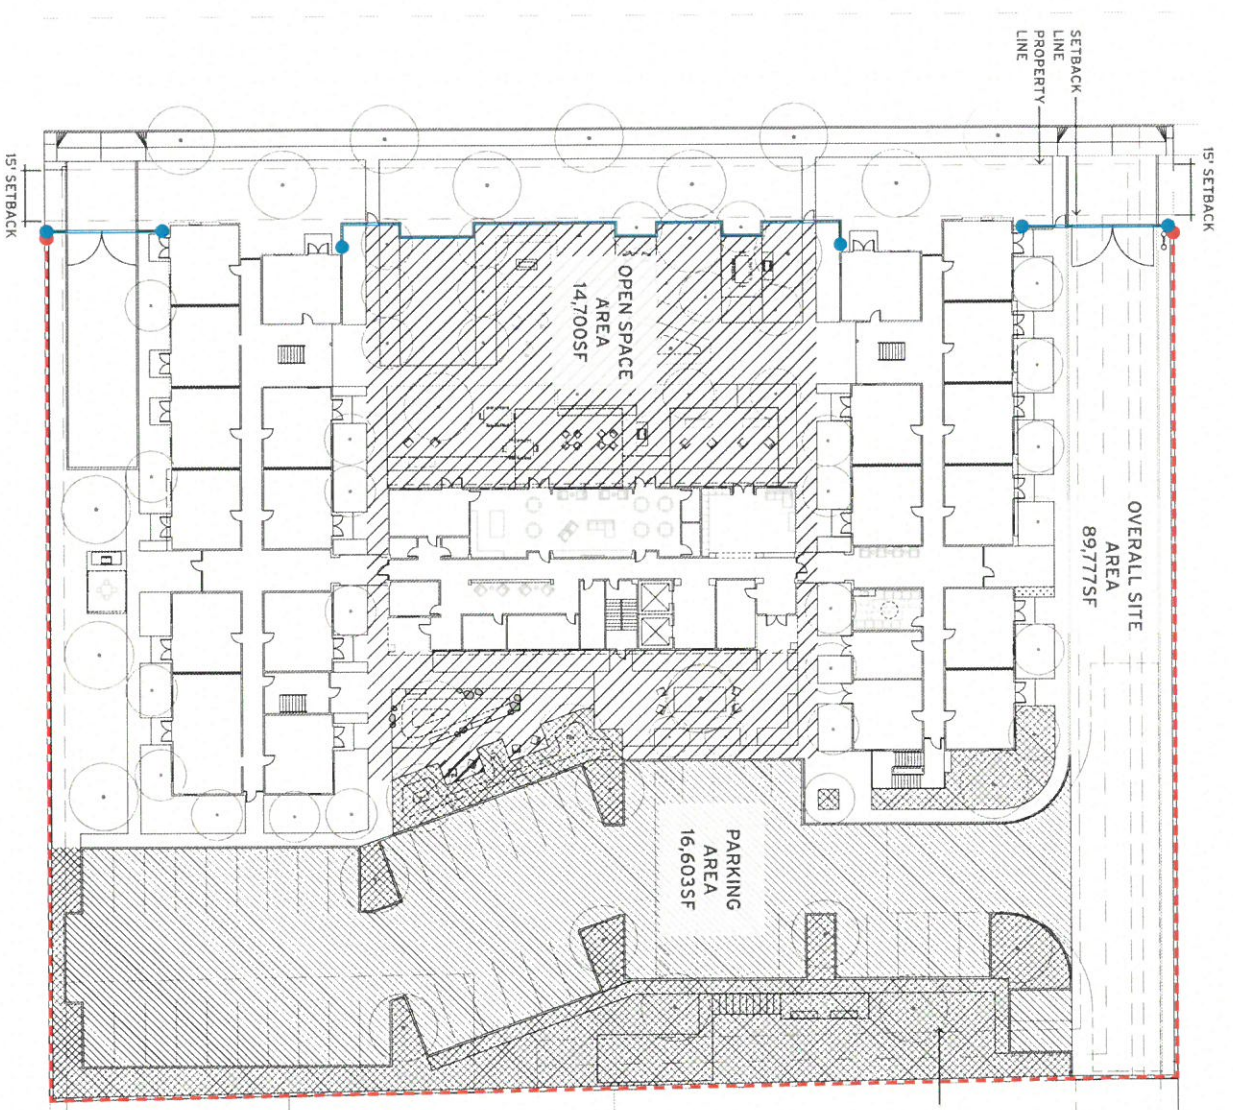 SETBACK
LINE
PROPERTY
LINE
15' SETBACK
15' SETBACK
OPEN SPACE
AREA
14,700SF
OVERALL SITE
AREA
89,777SF
PARKING
AREA
16,603SF